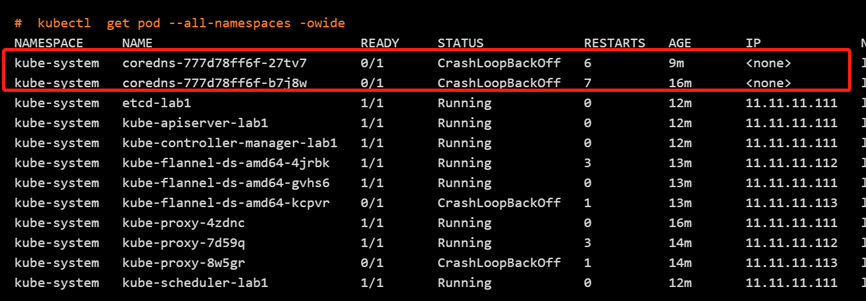 # kubectl get pod --all-namespaces -owide
NAMESPACE NAME READY STATUS RESTARTS AGE IP
kube-system coredns-777d78ff6f-27tv7 0/1 CrashLoopBackOff 6 9m <none>
kube-system coredns-777d78ff6f-b7j8w 0/1 CrashLoopBackOff 7 16m <none>
kube-system etcd-lab1 1/1 Running 0 12m 11.11.11.111
kube-system kube-apiserver-lab1 1/1 Running 0 12m 11.11.11.111
kube-system kube-controller-manager-lab1 1/1 Running 0 12m 11.11.11.111
kube-system kube-flannel-ds-amd64-4jrbk 1/1 Running 3 13m 11.11.11.112
kube-system kube-flannel-ds-amd64-gvhs6 1/1 Running 0 13m 11.11.11.111
kube-system kube-flannel-ds-amd64-kcpvr 0/1 CrashLoopBackOff 1 13m 11.11.11.113
kube-system kube-proxy-4zdnc 1/1 Running 0 16m 11.11.11.111
kube-system kube-proxy-7d59q 1/1 Running 3 14m 11.11.11.112
kube-system kube-proxy-8w5gr 0/1 CrashLoopBackOff 1 14m 11.11.11.113
kube-system kube-scheduler-lab1 1/1 Running 0 12m 11.11.11.111